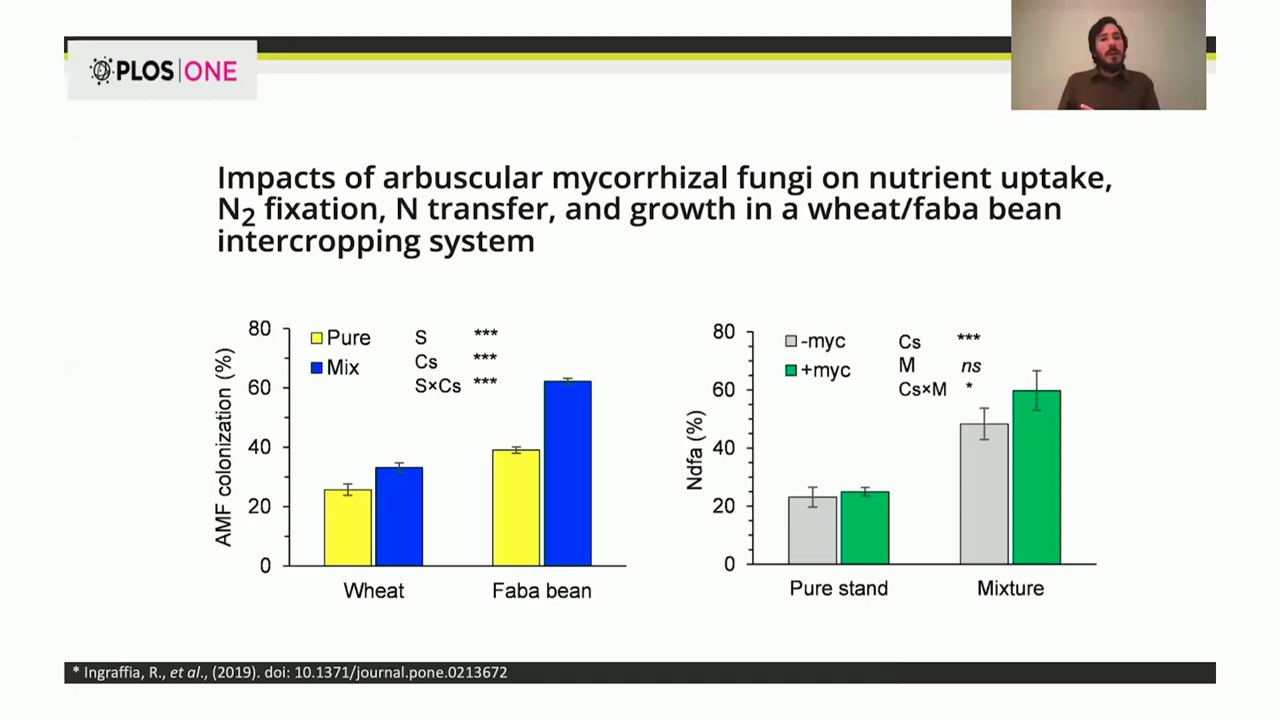 PLOS|ONE
Impacts of arbuscular mycorrhizal fungi on nutrient uptake,
N2 fixation, N transfer, and growth in a wheat/faba bean
intercropping system
AMF colonization (%)
80
60
40
20
0
Pure
Mix
S ***
Cs ***
S×Cs ***
Wheat
Faba bean
Ndfa (%)
80
60
40
20
0
-myc
+myc
Cs ***
M ns
Cs×M *
Pure stand
Mixture
* Ingraffia, R., et al., (2019). doi: 10.1371/journal.pone.0213672